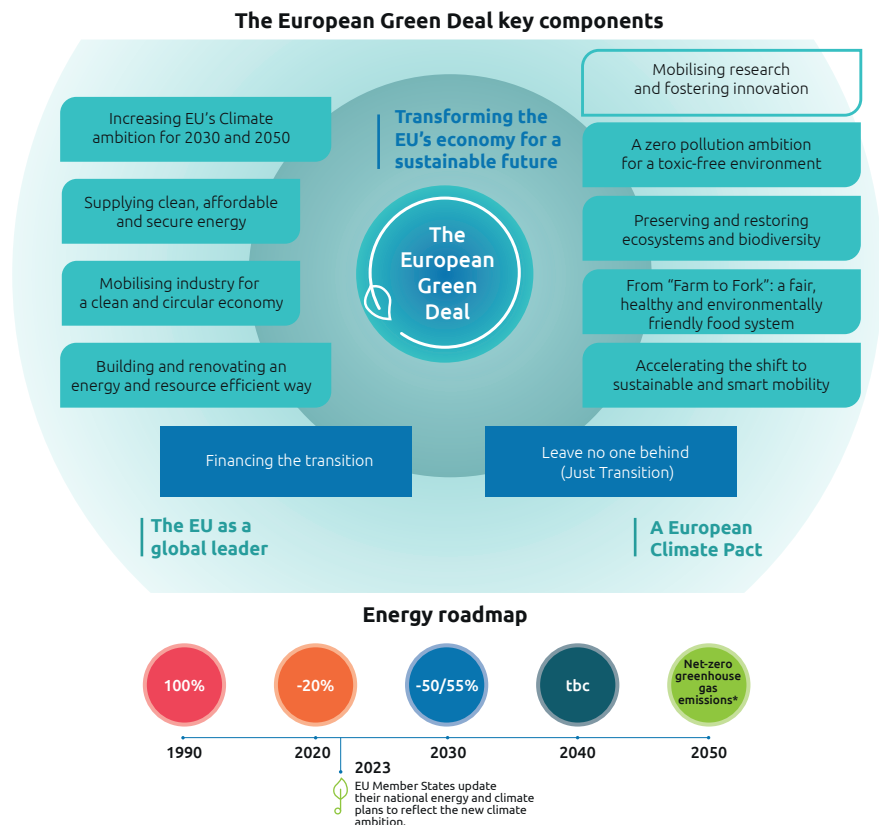 The European Green Deal key components
Mobilising research
and fostering innovation
Increasing EU's Climate
ambition for 2030 and 2050
Transforming the
EU's economy for a
sustainable future
A zero pollution ambition
for a toxic-free environment
Supplying clean, affordable
and secure energy
Preserving and restoring
ecosystems and biodiversity
The
European
Green
Deal
Mobilising industry for
a clean and circular economy
From “Farm to Fork”: a fair,
healthy and environmentally
friendly food system
Building and renovating an
energy and resource efficient way
Accelerating the shift to
sustainable and smart mobility
Financing the transition
Leave no one behind
(Just Transition)
The EU as a
global leader
A European
Climate Pact
Energy roadmap
100%
-20%
-50/55%
tbc
Net-zero
greenhouse
gas
emissions*
1990
2020
2030
2040
2050
2023
EU Member States update
their national energy and climate
plans to reflect the new climate
ambition.